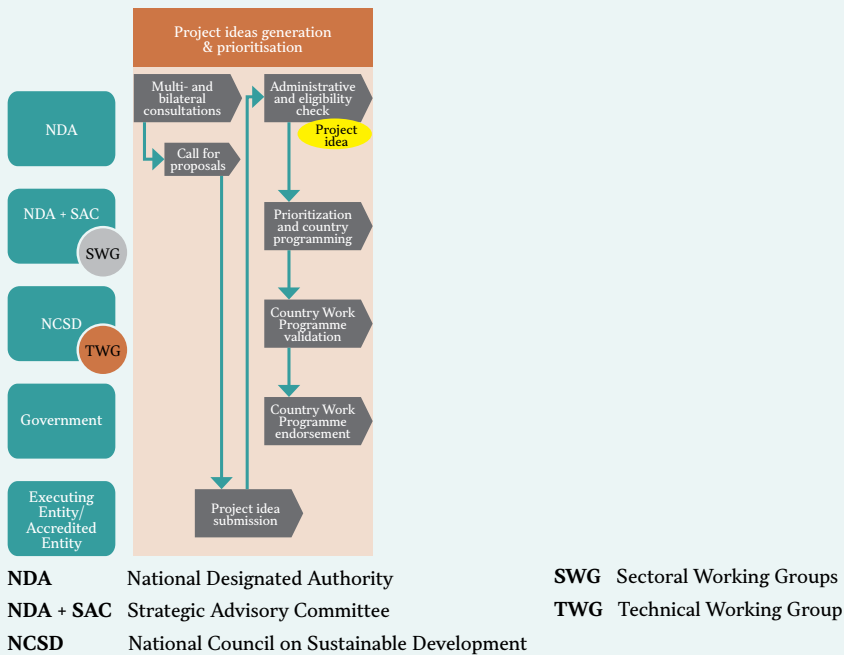 Project ideas generation
& prioritisation
NDA
Multi- and
bilateral
consultations
Administrative
and eligibility
check
Project
idea
Call for
proposals
NDA + SAC
SWG
Prioritization
and country
programming
NCSD
TWG
Country Work
Programme
validation
Government
Country Work
Programme
endorsement
Executing
Entity/
Accredited
Entity
Project idea
submission
NDA National Designated Authority
NDA + SAC Strategic Advisory Committee
NCSD National Council on Sustainable Development
SWG Sectoral Working Groups
TWG Technical Working Group